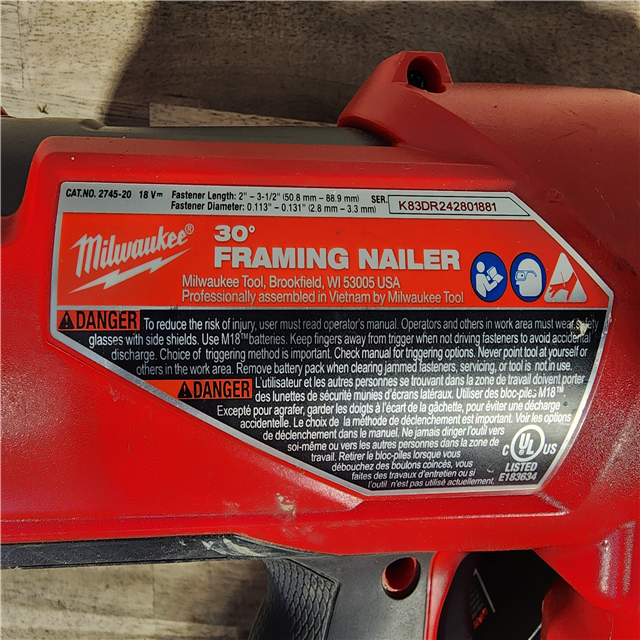 CAT.NO. 2745-20 18 V⎓ Fastener Length: 2" – 3-1/2" (50.8 mm – 88.9 mm) SER.
Fastener Diameter: 0.113" – 0.131" (2.8 mm – 3.3 mm)
K83DR242801881
Milwaukee®
30°
FRAMING NAILER
Milwaukee Tool, Brookfield, WI 53005 USA
Professionally assembled in Vietnam by Milwaukee Tool
DANGER To reduce the risk of injury, user must read operator's manual. Operators and others in work area must wear safety
glasses with side shields. Use M18™ batteries. Keep fingers away from trigger when not driving fasteners to avoid accidental
discharge. Choice of triggering method is important. Check manual for triggering options. Never point tool at yourself or
others in the work area. Remove battery pack when clearing jammed fasteners, servicing, or tool is not in use.
DANGER L'utilisateur et les autres personnes se trouvant dans la zone de travail doivent porter
des lunettes de sécurité munies d'écrans latéraux. Utiliser des bloc-piles M18™
Excepté pour agrafer, garder les doigts à l'écart de la gâchette, pour éviter une décharge
accidentelle. Le choix de la méthode de déclenchement est important. Voir les options
de déclenchement dans le manuel. Ne jamais diriger l'outil vers
soi-même ou vers les autres personnes dans la zone de
travail. Retirer le bloc-piles lorsque vous
débouchez des boulons coincés, vous
faites des travaux d'entretien ou si
l'outil n'est pas utilisé actuellement.
C UL US
LISTED
E183634